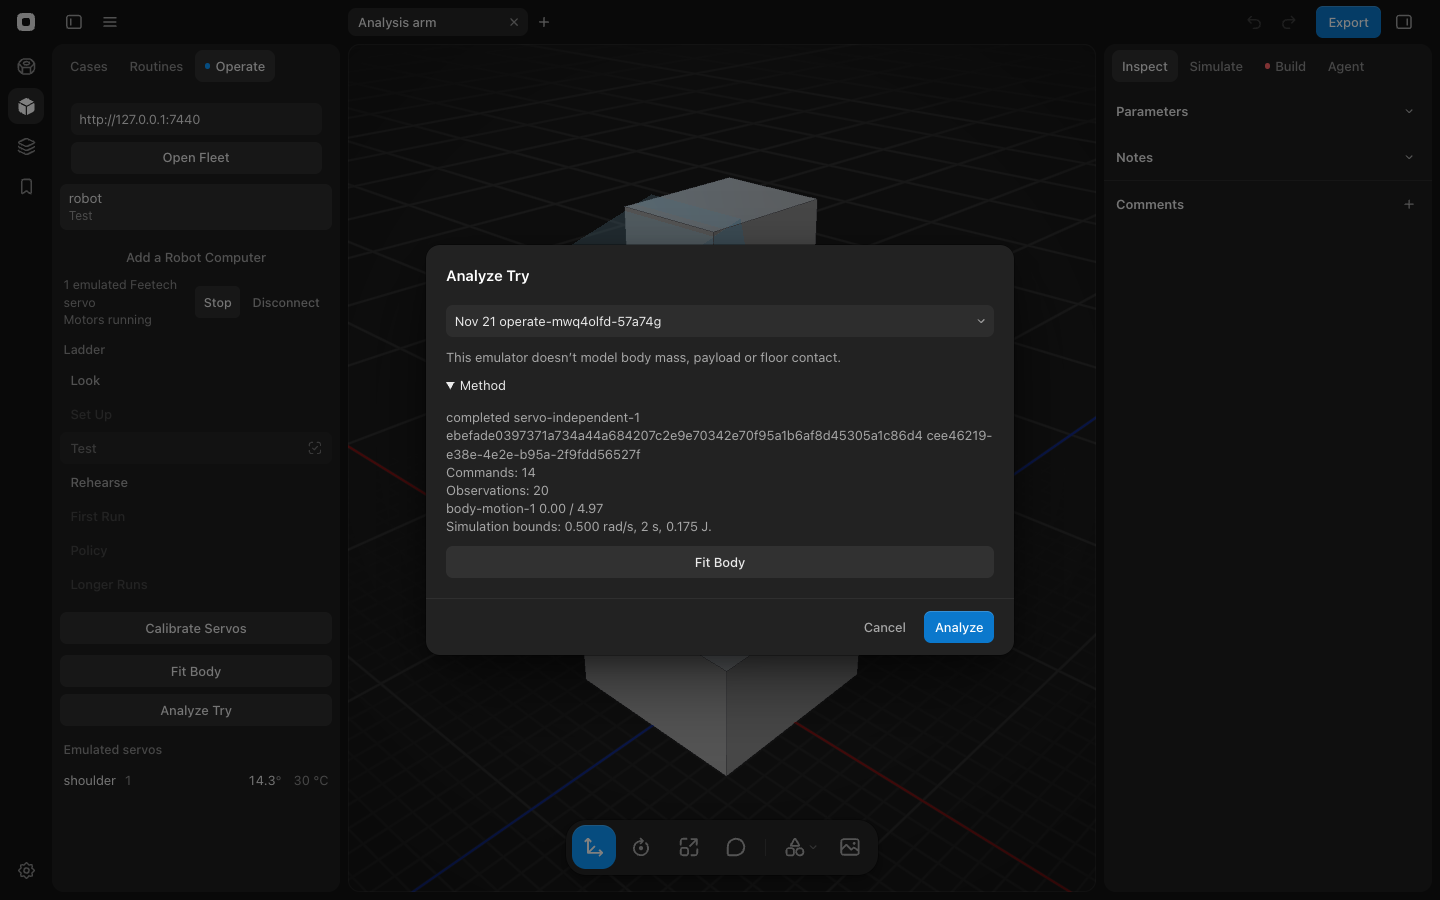 Analysis arm
Export
Cases Routines Operate
http://127.0.0.1:7440
Open Fleet
robot
Test
Add a Robot Computer
1 emulated Feetech
servo
Motors running
Stop Disconnect
Ladder
Look
Set Up
Test
Rehearse
First Run
Policy
Longer Runs
Calibrate Servos
Fit Body
Analyze Try
Emulated servos
shoulder 1 14.3° 30 °C
Analyze Try
Nov 21 operate-mwq4olfd-57a74g
This emulator doesn’t model body mass, payload or floor contact.
Method
completed servo-independent-1
ebefade0397371a734a44a684207c2e9e70342e70f95a1b6af8d45305a1c86d4 cee46219-
e38e-4e2e-b95a-2f9fdd56527f
Commands: 14
Observations: 20
body-motion-1 0.00 / 4.97
Simulation bounds: 0.500 rad/s, 2 s, 0.175 J.
Fit Body
Cancel Analyze
Inspect Simulate Build Agent
Parameters
Notes
Comments